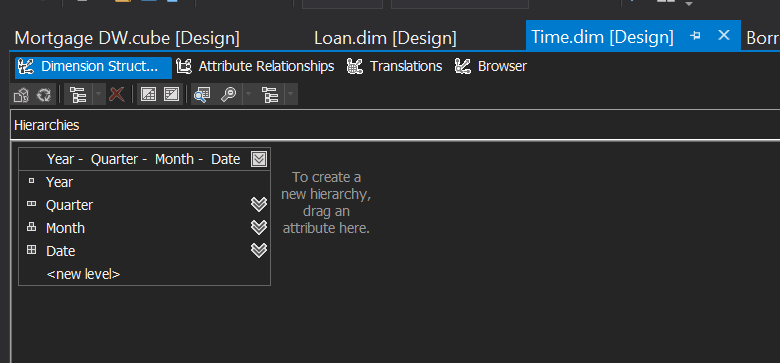 Mortgage DW.cube [Design] Loan.dim [Design] Time.dim [Design] Borr
Dimension Struct... Attribute Relationships Translations Browser
Hierarchies
Year - Quarter - Month - Date
Year
Quarter
Month
Date
<new level>
To create a
new hierarchy,
drag an
attribute here.